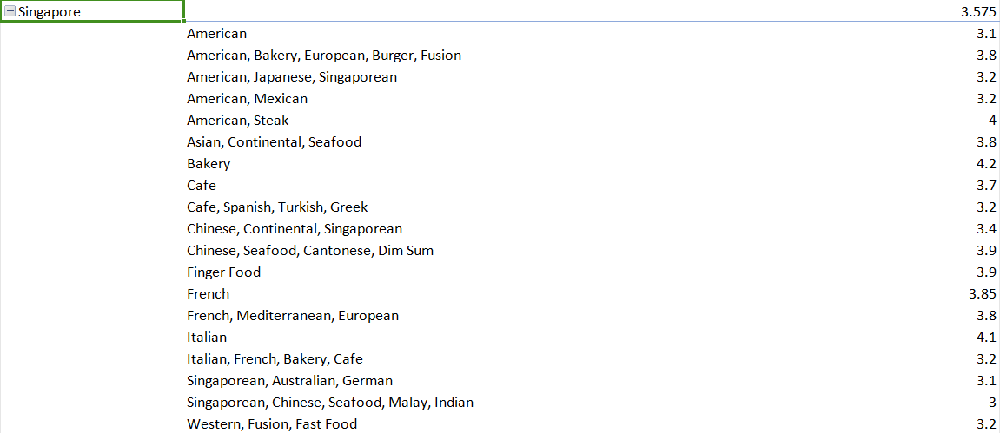 Singapore 3.575
American 3.1
American, Bakery, European, Burger, Fusion 3.8
American, Japanese, Singaporean 3.2
American, Mexican 3.2
American, Steak 4
Asian, Continental, Seafood 3.8
Bakery 4.2
Cafe 3.7
Cafe, Spanish, Turkish, Greek 3.2
Chinese, Continental, Singaporean 3.4
Chinese, Seafood, Cantonese, Dim Sum 3.9
Finger Food 3.9
French 3.85
French, Mediterranean, European 3.8
Italian 4.1
Italian, French, Bakery, Cafe 3.2
Singaporean, Australian, German 3.1
Singaporean, Chinese, Seafood, Malay, Indian 3
Western, Fusion, Fast Food 3.2